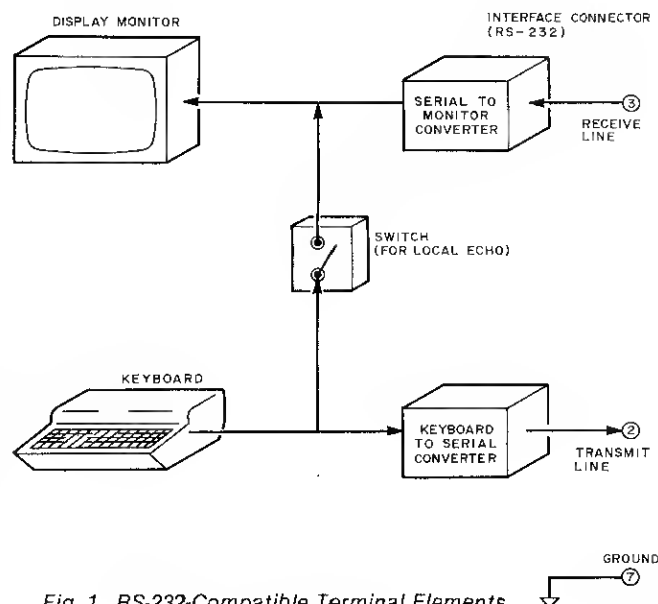 DISPLAY MONITOR
INTERFACE CONNECTOR
(RS-232)
SERIAL TO
MONITOR
CONVERTER
3
RECEIVE
LINE
SWITCH
(FOR LOCAL ECHO)
KEYBOARD
KEYBOARD
TO SERIAL
CONVERTER
2
TRANSMIT
LINE
GROUND
7
Fig. 1. RS-232-Compatible Terminal Elements